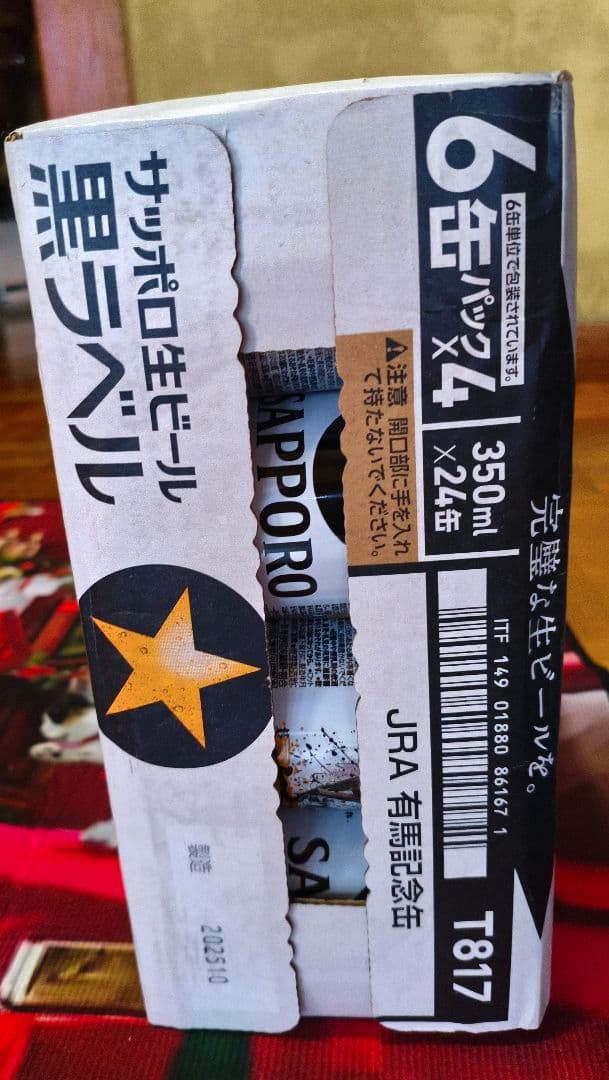 サッポロ生ビール
黒ラベル
製造
202510
SAPPORO
SA
6缶パック×4
6缶単位で包装されています。
350ml
×24缶
⚠注意 開口部に手を入れ
て持たないでください。
完璧な生ビールを。
ITF 149 01880 86167 1
JRA 有馬記念缶
T817